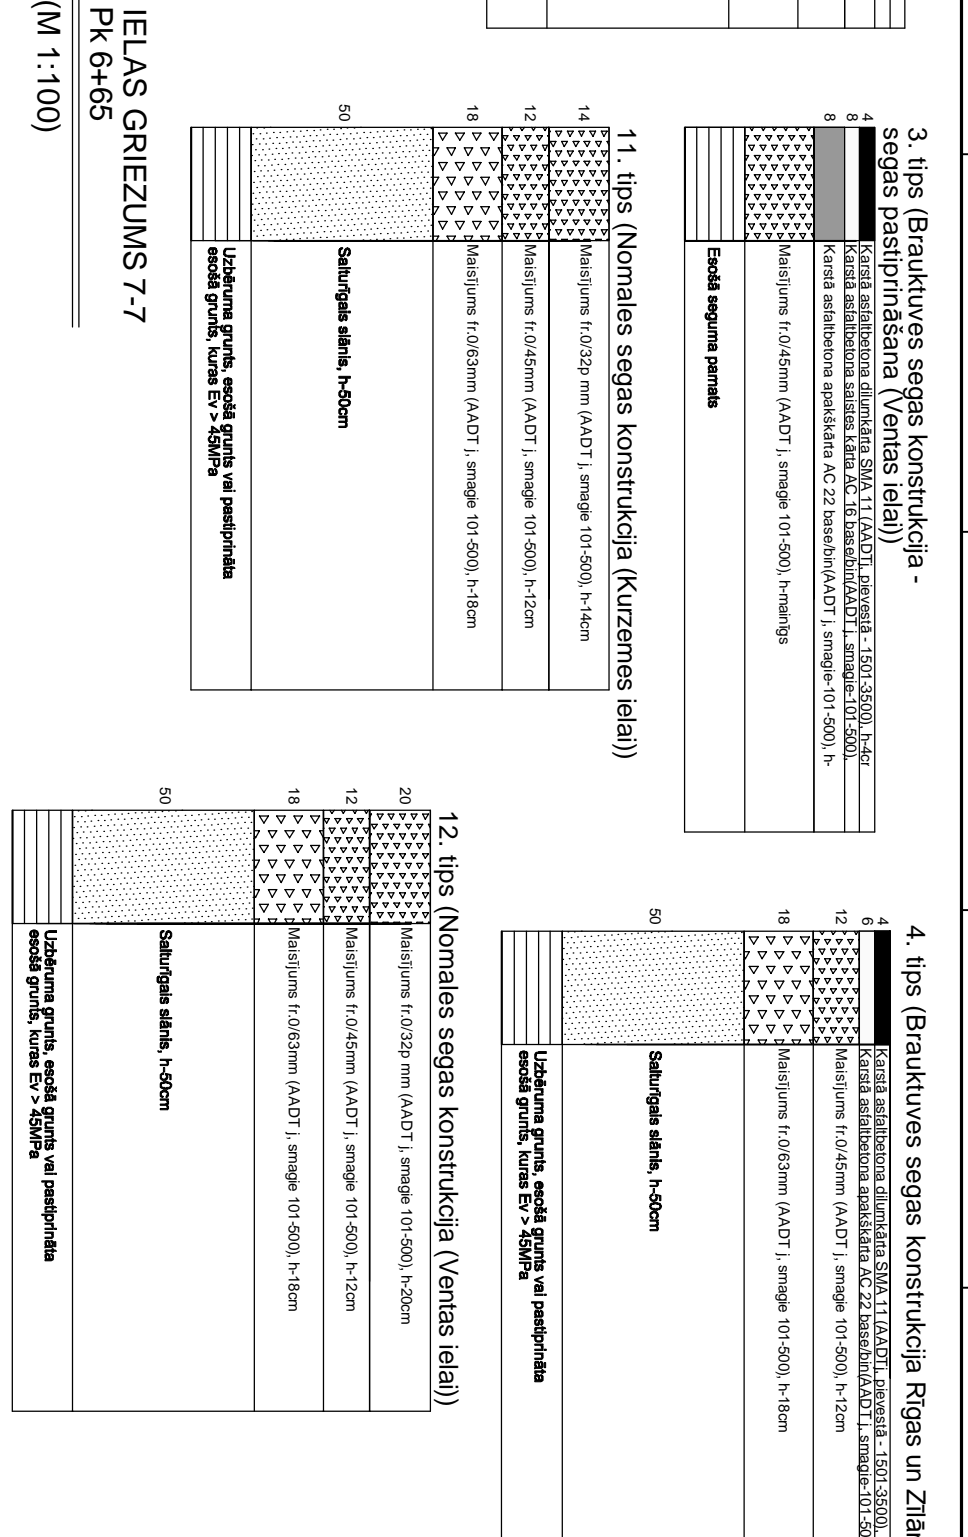 3. tips (Brauktuves segas konstrukcija -
segas pastiprināšana (Ventas ielai))
4
8
8
Karstā asfaltbetona dilumkārta SMA 11 (AADTj, pievestā - 1501-3500), h-4cr
Karstā asfaltbetona saistes kārta AC 16 base/bin(AADT j, smagie-101-500),
Karstā asfaltbetona apakškārta AC 22 base/bin(AADT j, smagie-101-500), h-
Maisījums fr.0/45mm (AADT j, smagie 101-500), h-mainīgs
Esošā seguma pamats
4. tips (Brauktuves segas konstrukcija Rīgas un Zīlār
4
6
12
18
50
Karstā asfaltbetona dilumkārta SMA 11 (AADTj, pievestā - 1501-3500),
Karstā asfaltbetona apakškārta AC 22 base/bin(AADT j, smagie-101-50
Maisījums fr.0/45mm (AADT j, smagie 101-500), h-12cm
Maisījums fr.0/63mm (AADT j, smagie 101-500), h-18cm
Salturīgais slānis, h-50cm
Uzbēruma grunts, esošā grunts vai pastiprināta
esošā grunts, kuras Ev > 45MPa
11. tips (Nomales segas konstrukcija (Kurzemes ielai))
14
12
18
50
Maisījums fr.0/32p mm (AADT j, smagie 101-500), h-14cm
Maisījums fr.0/45mm (AADT j, smagie 101-500), h-12cm
Maisījums fr.0/63mm (AADT j, smagie 101-500), h-18cm
Salturīgais slānis, h-50cm
Uzbēruma grunts, esošā grunts vai pastiprināta
esošā grunts, kuras Ev > 45MPa
12. tips (Nomales segas konstrukcija (Ventas ielai))
20
12
18
50
Maisījums fr.0/32p mm (AADT j, smagie 101-500), h-20cm
Maisījums fr.0/45mm (AADT j, smagie 101-500), h-12cm
Maisījums fr.0/63mm (AADT j, smagie 101-500), h-18cm
Salturīgais slānis, h-50cm
Uzbēruma grunts, esošā grunts vai pastiprināta
esošā grunts, kuras Ev > 45MPa
IELAS GRIEZUMS 7-7
Pk 6+65
(M 1:100)